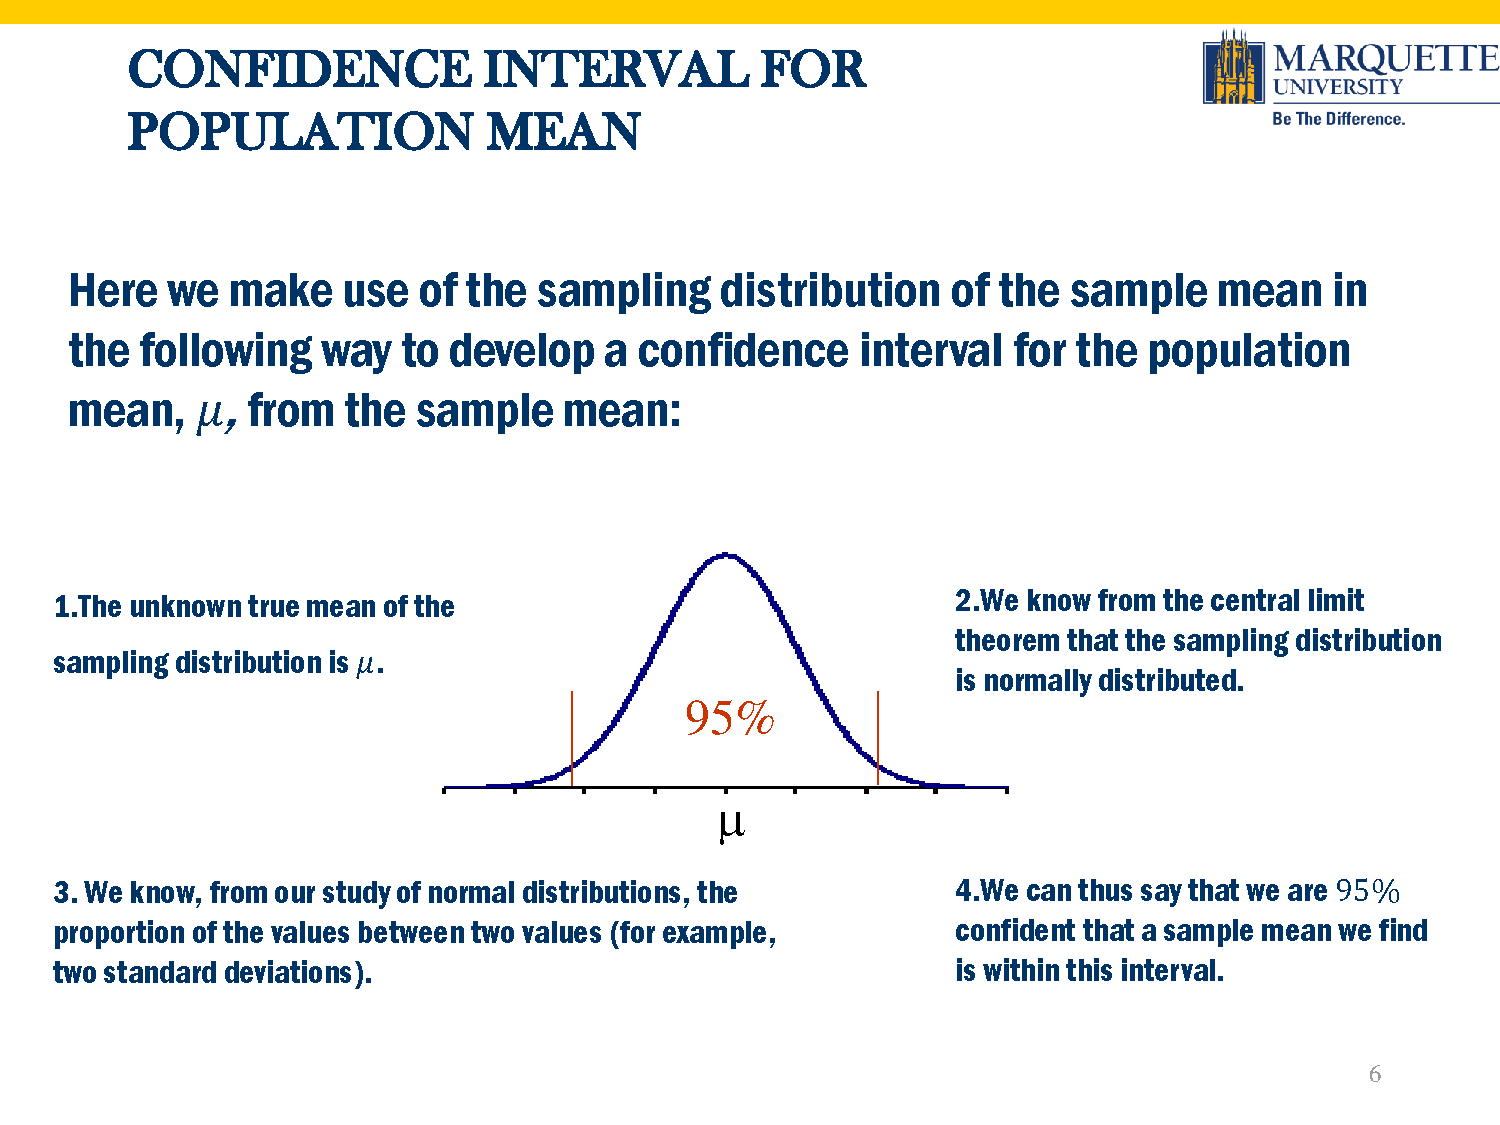 CONFIDENCE INTERVAL FOR
POPULATION MEAN
MARQUETTE
UNIVERSITY
Be The Difference.
Here we make use of the sampling distribution of the sample mean in
the following way to develop a confidence interval for the population
mean, 𝜇, from the sample mean:
1.The unknown true mean of the
sampling distribution is 𝜇.
2.We know from the central limit
theorem that the sampling distribution
is normally distributed.
95%
μ
3. We know, from our study of normal distributions, the
proportion of the values between two values (for example,
two standard deviations).
4.We can thus say that we are 95%
confident that a sample mean we find
is within this interval.
6